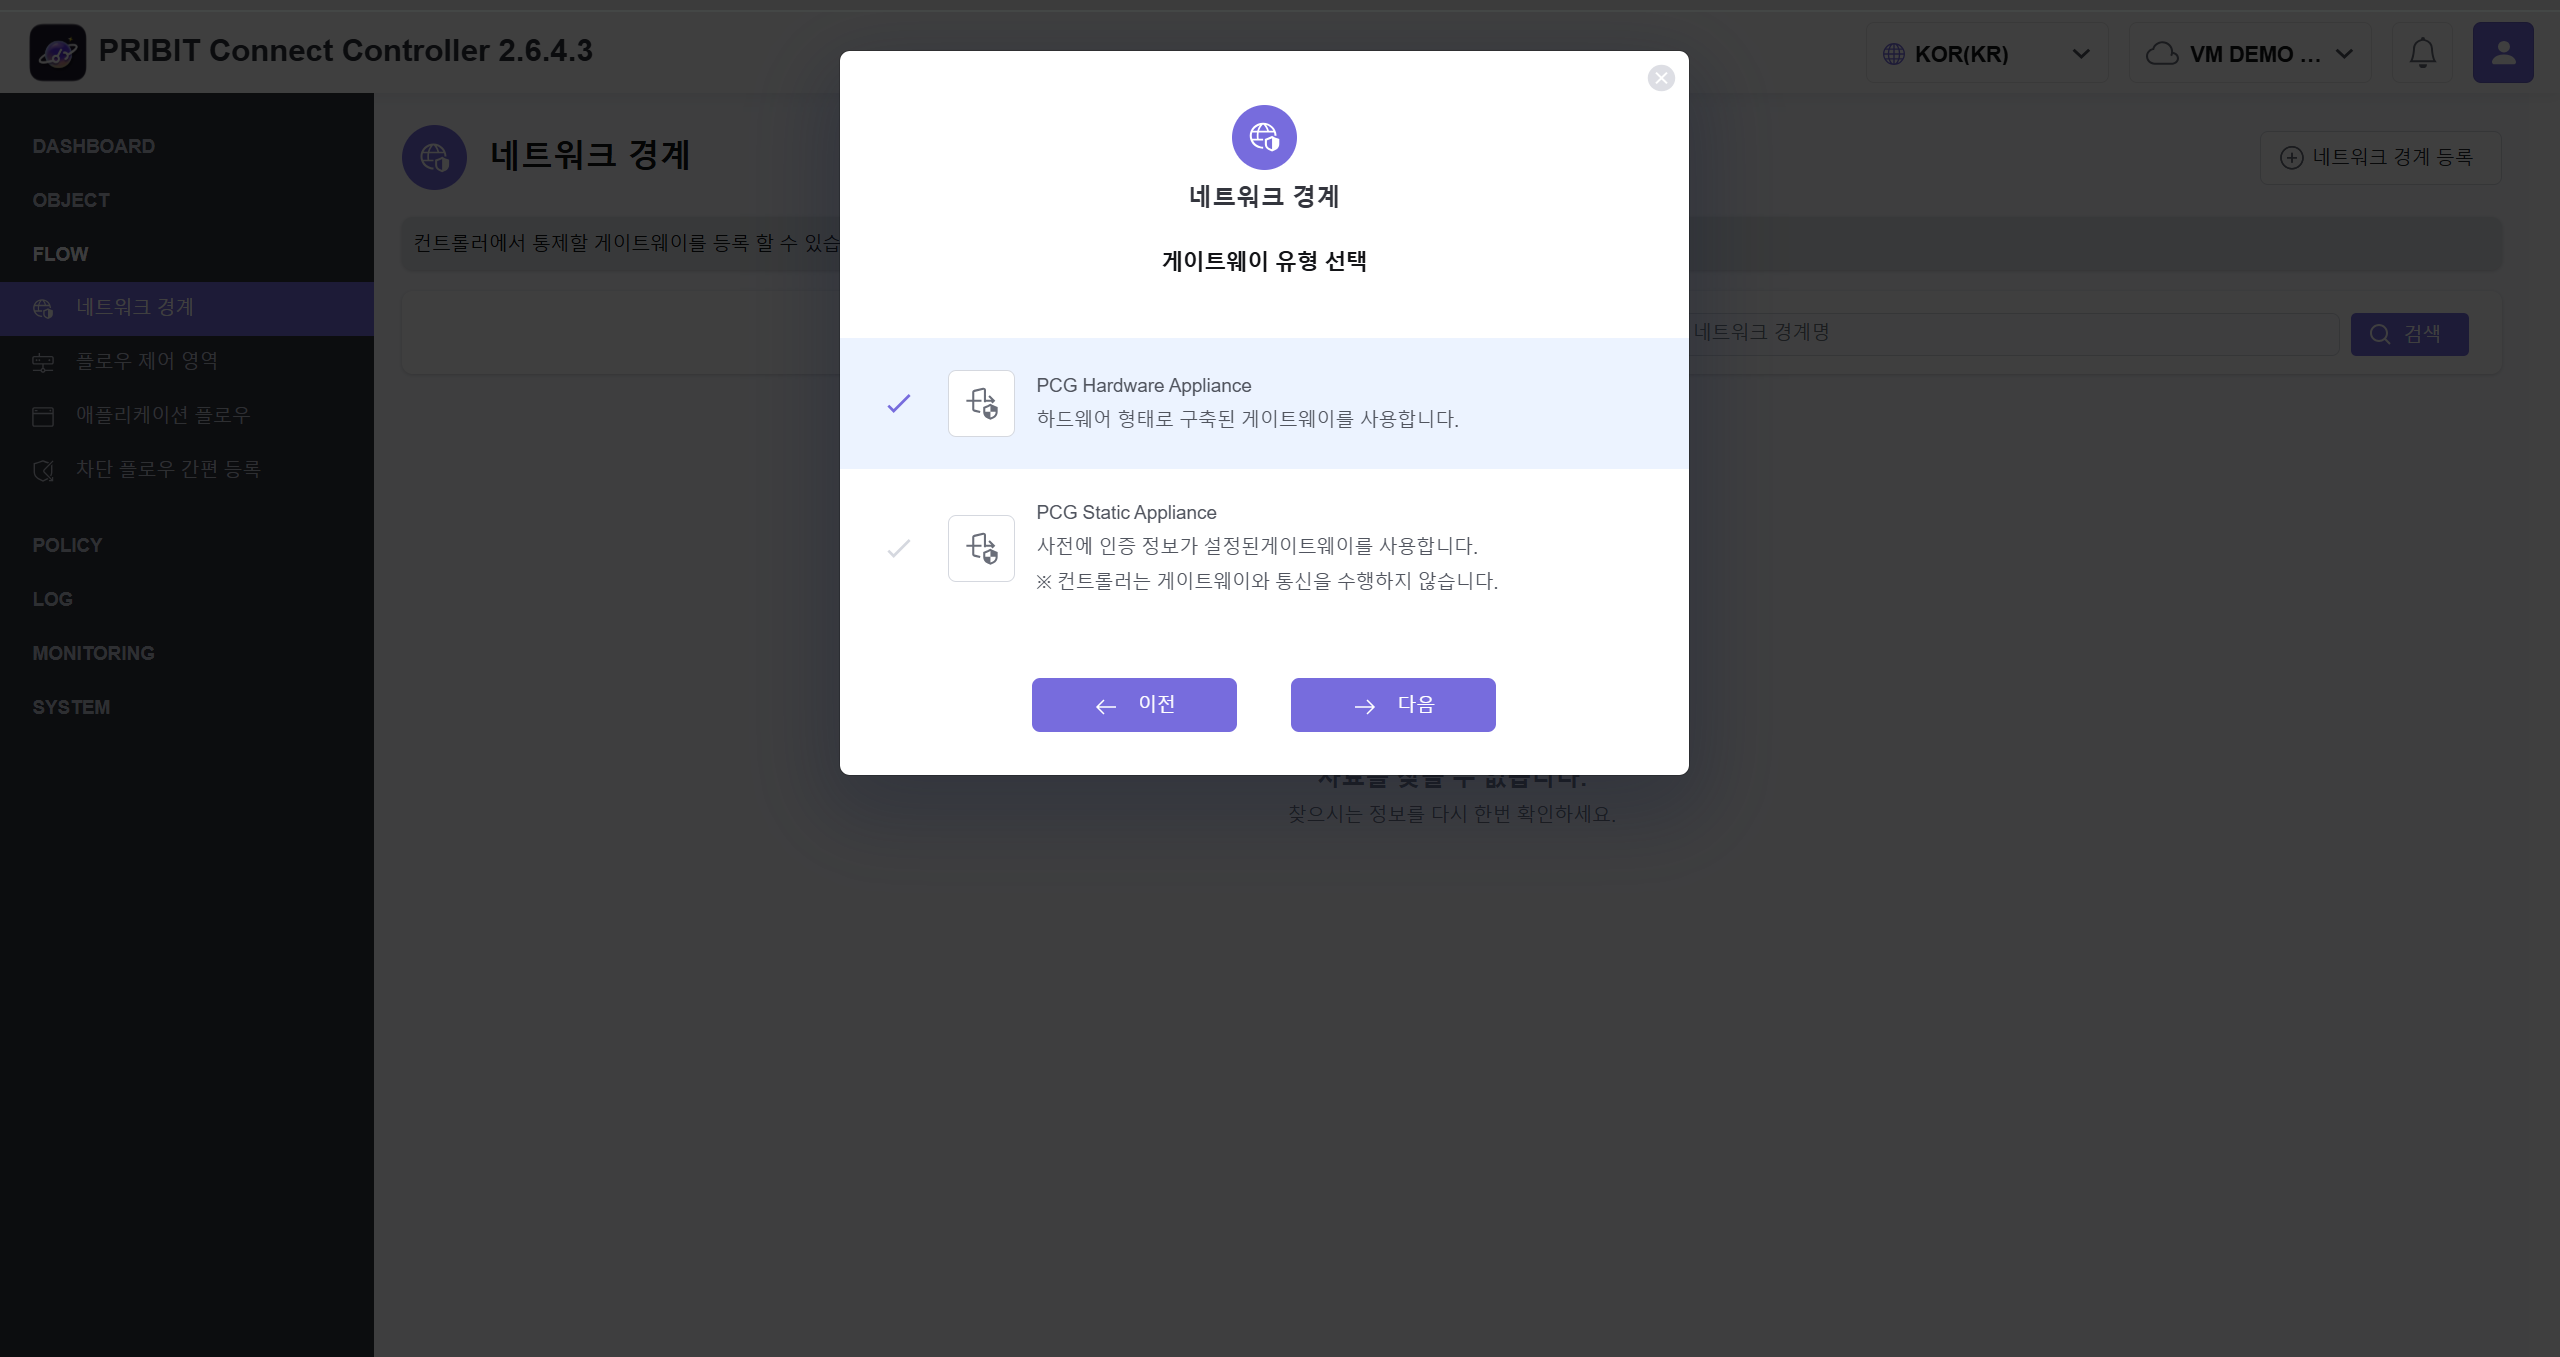 PRIBIT Connect Controller 2.6.4.3
KOR(KR)
VM DEMO ...
DASHBOARD
OBJECT
FLOW
네트워크 경계
플로우 제어 영역
애플리케이션 플로우
차단 플로우 간편 등록
POLICY
LOG
MONITORING
SYSTEM
네트워크 경계
네트워크 경계 등록
컨트롤러에서 통제할 게이트웨이를 등록 할 수 있습
네트워크 경계명
검색
네트워크 경계
게이트웨이 유형 선택
PCG Hardware Appliance
하드웨어 형태로 구축된 게이트웨이를 사용합니다.
PCG Static Appliance
사전에 인증 정보가 설정된게이트웨이를 사용합니다.
※ 컨트롤러는 게이트웨이와 통신을 수행하지 않습니다.
이전
다음
자료를 찾을 수 없습니다.
찾으시는 정보를 다시 한번 확인하세요.